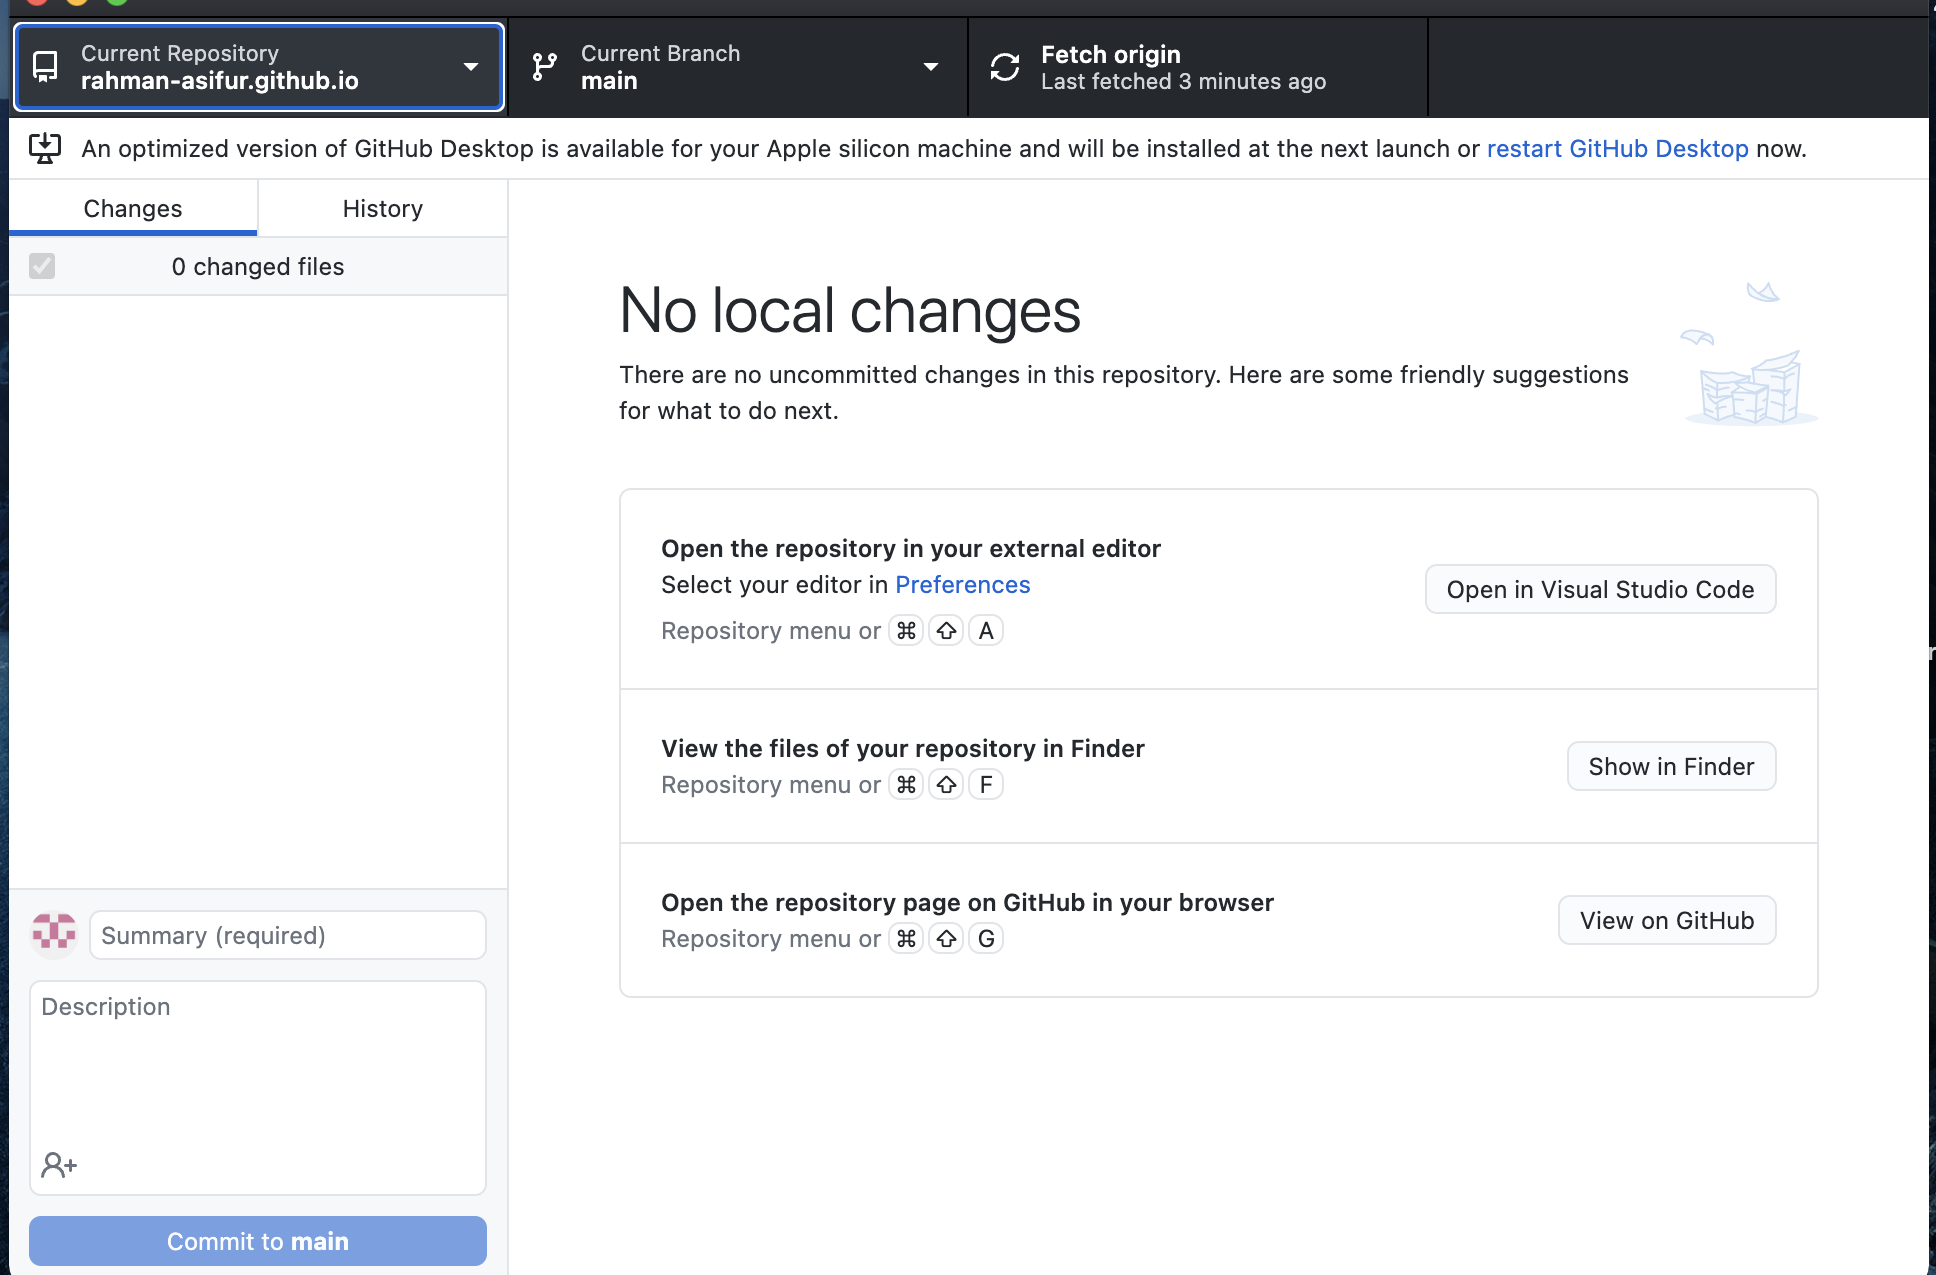 Current Repository
rahman-asifur.github.io
Current Branch
main
Fetch origin
Last fetched 3 minutes ago
An optimized version of GitHub Desktop is available for your Apple silicon machine and will be installed at the next launch or restart GitHub Desktop now.
Changes
History
0 changed files
No local changes
There are no uncommitted changes in this repository. Here are some friendly suggestions
for what to do next.
Open the repository in your external editor
Select your editor in Preferences
Repository menu or ⌘ ⇧ A
Open in Visual Studio Code
View the files of your repository in Finder
Repository menu or ⌘ ⇧ F
Show in Finder
Open the repository page on GitHub in your browser
Repository menu or ⌘ ⇧ G
View on GitHub
Summary (required)
Description
Commit to main